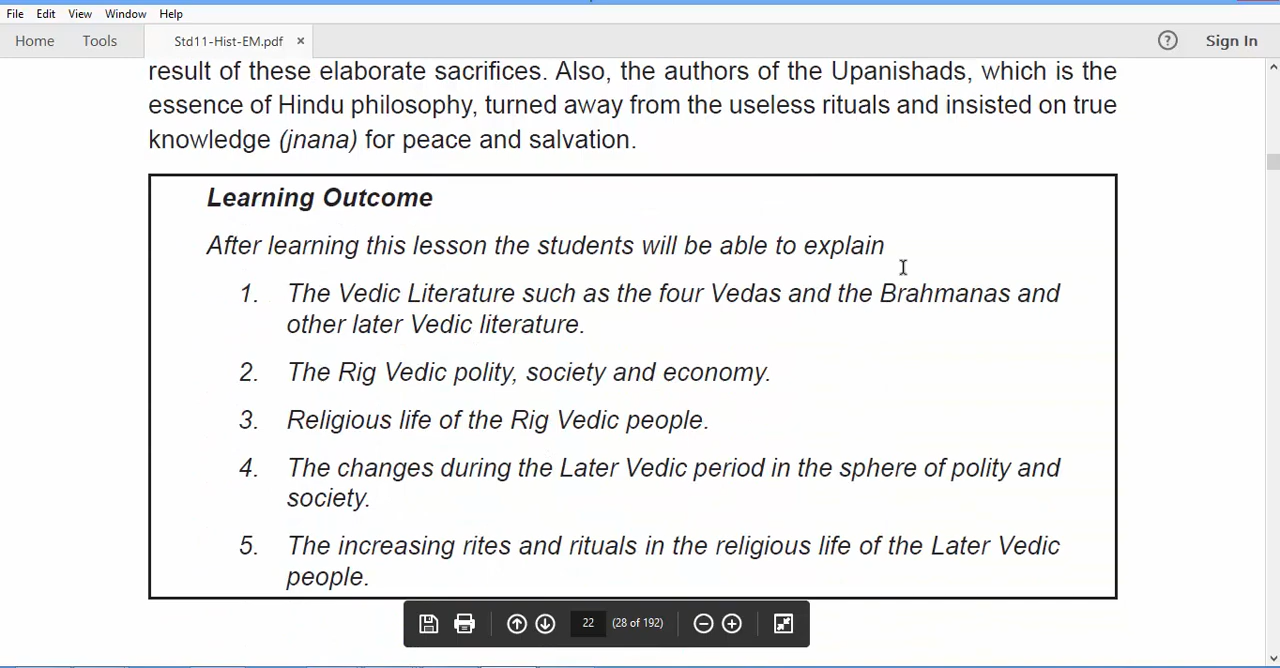 File Edit View Window Help
Home Tools Std11-Hist-EM.pdf × ? Sign In
result of these elaborate sacrifices. Also, the authors of the Upanishads, which is the
essence of Hindu philosophy, turned away from the useless rituals and insisted on true
knowledge (jnana) for peace and salvation.
Learning Outcome
After learning this lesson the students will be able to explain
1. The Vedic Literature such as the four Vedas and the Brahmanas and
other later Vedic literature.
2. The Rig Vedic polity, society and economy.
3. Religious life of the Rig Vedic people.
4. The changes during the Later Vedic period in the sphere of polity and
society.
5. The increasing rites and rituals in the religious life of the Later Vedic
people.
22 (28 of 192)